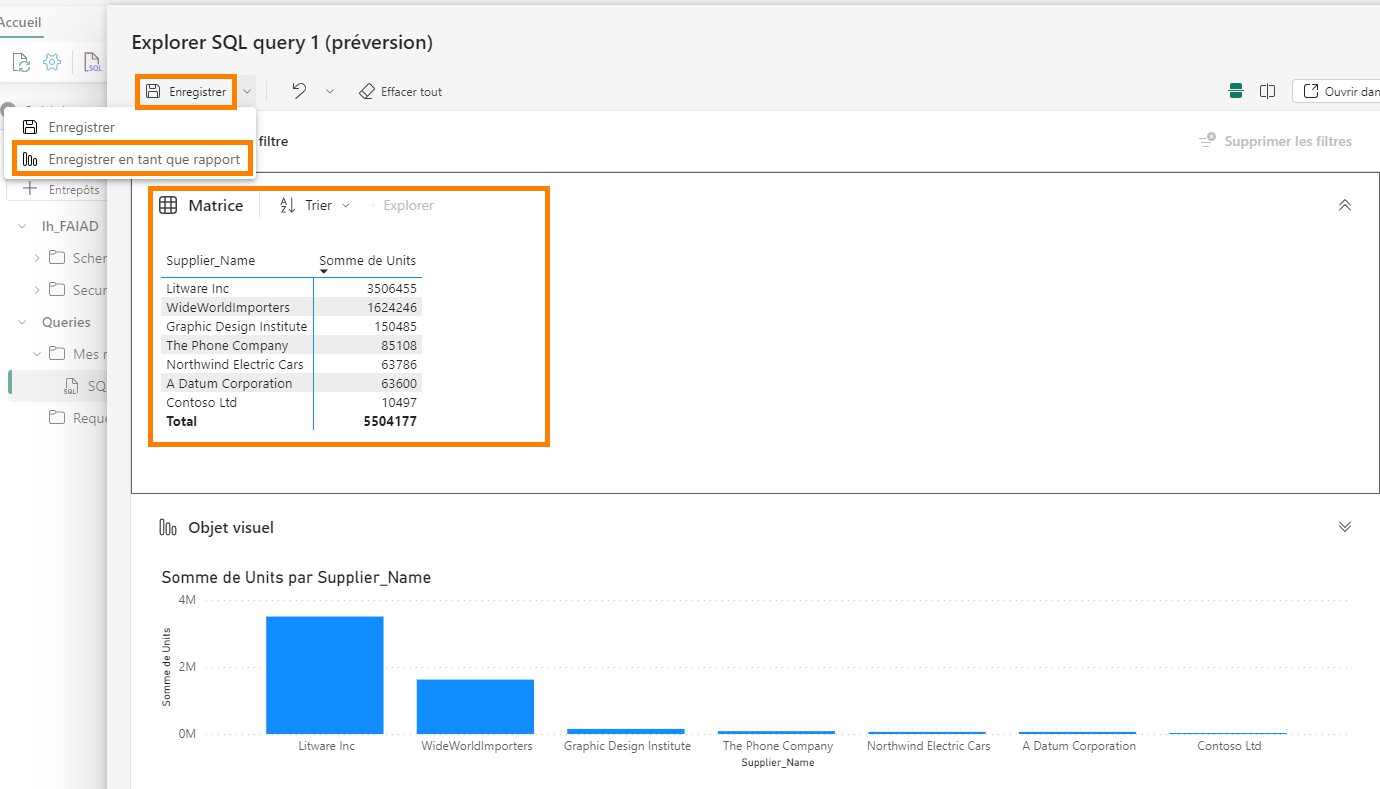 Accueil
Explorer SQL query 1 (préversion)
Enregistrer
Effacer tout
Ouvrir dan
Enregistrer
filtre
Supprimer les filtres
Enregistrer en tant que rapport
Entrepôts
Matrice
Trier
Explorer
lh_FAIAD
Schem
Secur
Queries
Mes r
SQ
Reque
Supplier_Name Somme de Units
Litware Inc 3506455
WideWorldImporters 1624246
Graphic Design Institute 150485
The Phone Company 85108
Northwind Electric Cars 63786
A Datum Corporation 63600
Contoso Ltd 10497
Total 5504177
Objet visuel
Somme de Units par Supplier_Name
Somme de Units
4M
2M
0M
Litware Inc WideWorldImporters Graphic Design Institute The Phone Company Northwind Electric Cars A Datum Corporation Contoso Ltd
Supplier_Name